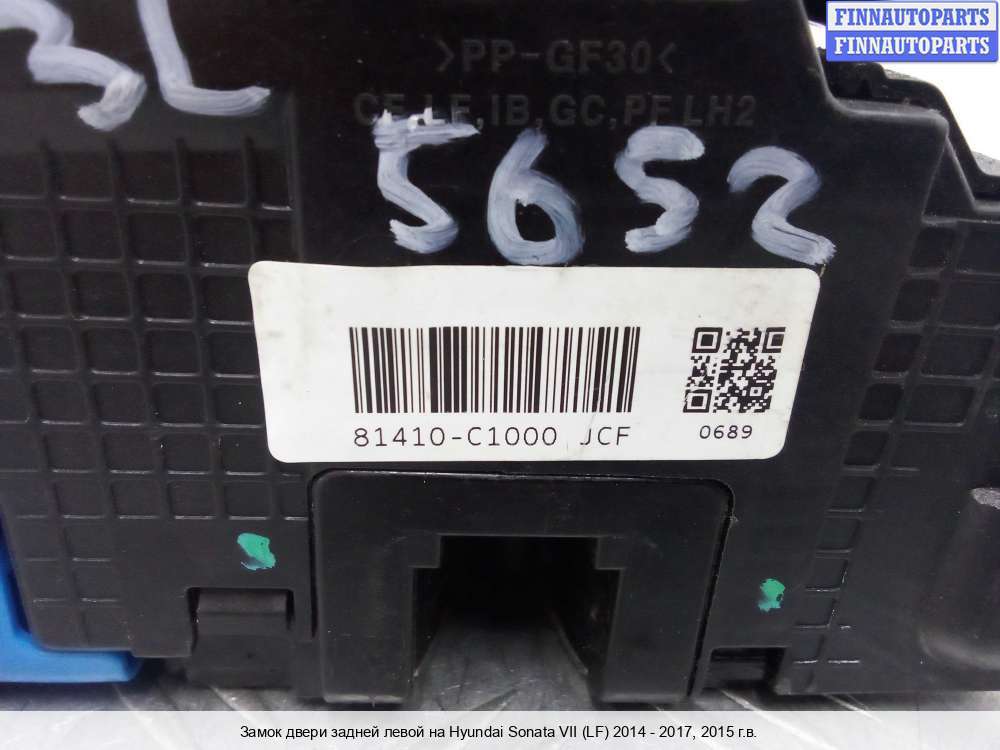 FINNAUTOPARTS
FINNAUTOPARTS
3L
>PP-GF30<
CF,LF,IB,GC,PF LH2
5652
81410-C1000 JCF
0689
Замок двери задней левой на Hyundai Sonata VII (LF) 2014 - 2017, 2015 г.в.